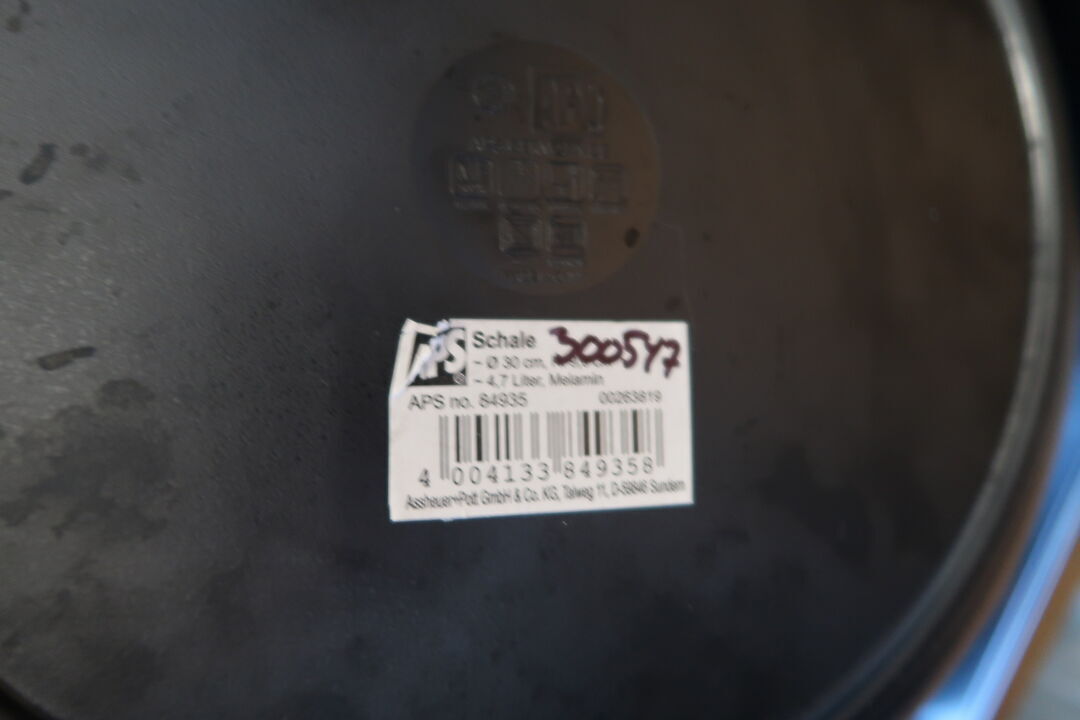 APS
Schale 300547
- Ø 30 cm,
- 4,7 Liter, Melamin
APS no. 84935 00263819
4 004133 849358
Assheuer+Pott GmbH & Co. KG, Talweg 11, D-59846 Sundern